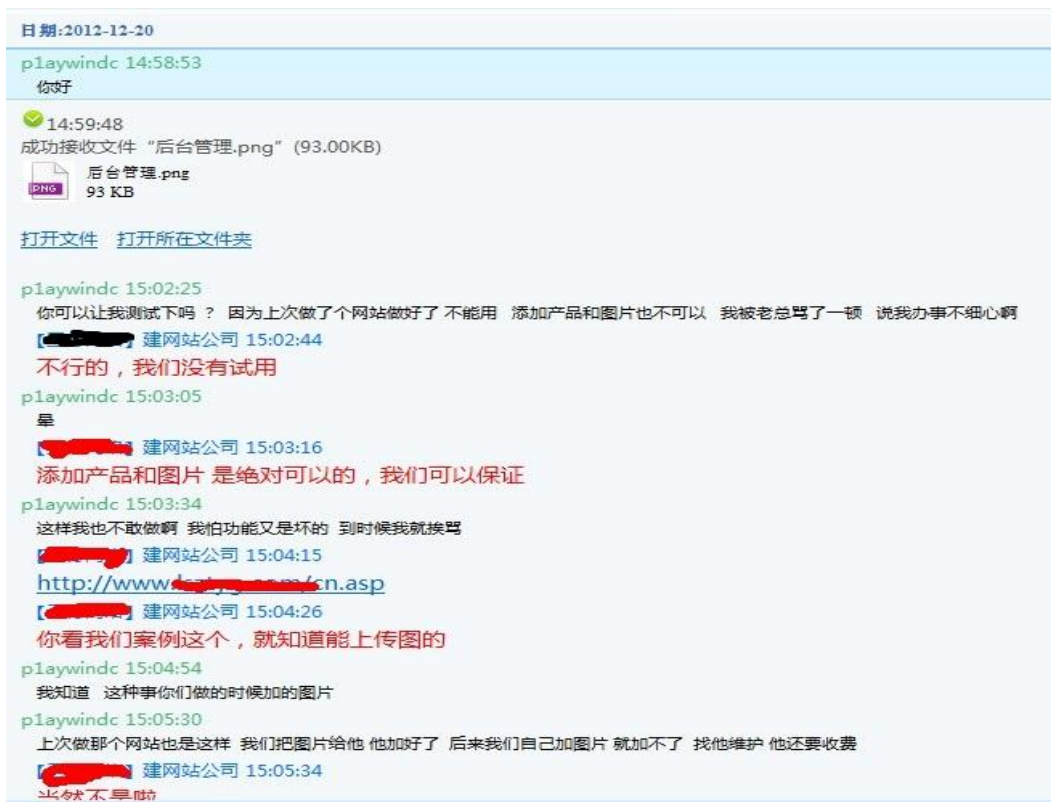 日期:2012-12-20
p1aywindc 14:58:53
你好
14:59:48
成功接收文件“后台管理.png”(93.00KB)
PNG
后台管理.png
93 KB
打开文件 打开所在文件夹
p1aywindc 15:02:25
你可以让我测试下吗 ? 因为上次做了个网站做好了 不能用 添加产品和图片也不可以 我被老总骂了一顿 说我办事不细心啊
【 】建网站公司 15:02:44
不行的，我们没有试用
p1aywindc 15:03:05
晕
【 】建网站公司 15:03:16
添加产品和图片 是绝对可以的，我们可以保证
p1aywindc 15:03:34
这样我也不敢做啊 我怕功能又是坏的 到时候我就挨骂
【 】建网站公司 15:04:15
http://www. /cn.asp
【 】建网站公司 15:04:26
你看我们案例这个，就知道能上传图的
p1aywindc 15:04:54
我知道 这种事你们做的时候加的图片
p1aywindc 15:05:30
上次做那个网站也是这样 我们把图片给他 他加好了 后来我们自己加图片 就加不了 找他维护 他还要收费
【 】建网站公司 15:05:34
当然不是啦